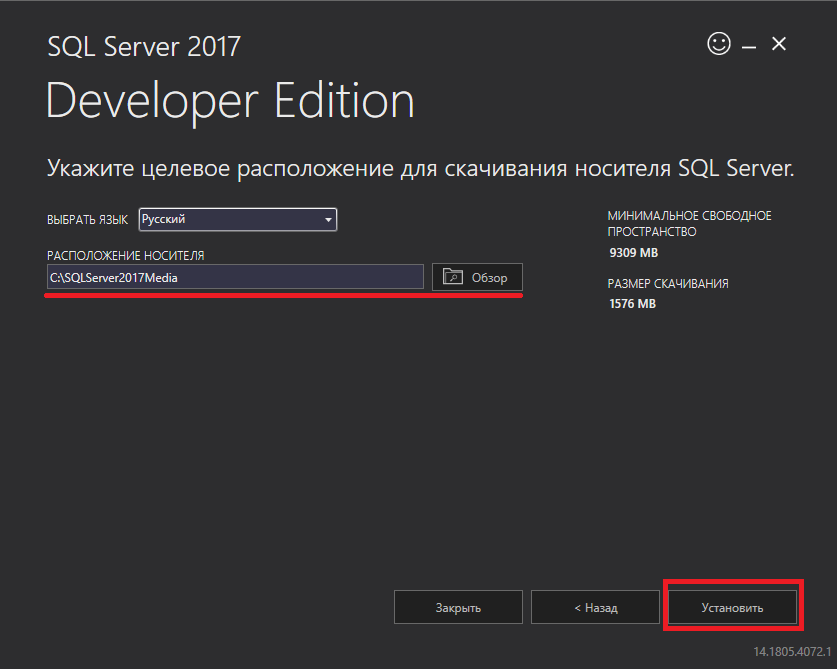 SQL Server 2017
Developer Edition
Укажите целевое расположение для скачивания носителя SQL Server.
ВЫБРАТЬ ЯЗЫК Русский
РАСПОЛОЖЕНИЕ НОСИТЕЛЯ
C:\SQLServer2017Media Обзор
МИНИМАЛЬНОЕ СВОБОДНОЕ
ПРОСТРАНСТВО
9309 MB
РАЗМЕР СКАЧИВАНИЯ
1576 MB
Закрыть < Назад Установить
14.1805.4072.1